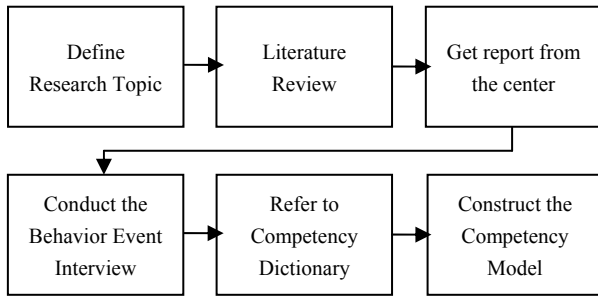 Define
Research Topic
Literature
Review
Get report from
the center
Conduct the
Behavior Event
Interview
Refer to
Competency
Dictionary
Construct the
Competency
Model